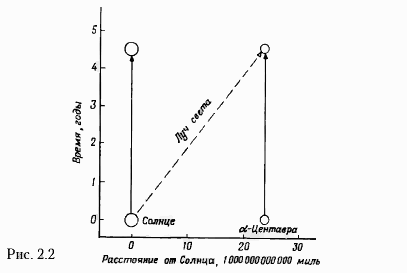 5
4
3
2
1
0
Время, годы
Луч света
Солнце
α-Центавра
0 10 20 30
Расстояние от Солнца, 1000000000000 миль
Рис. 2.2